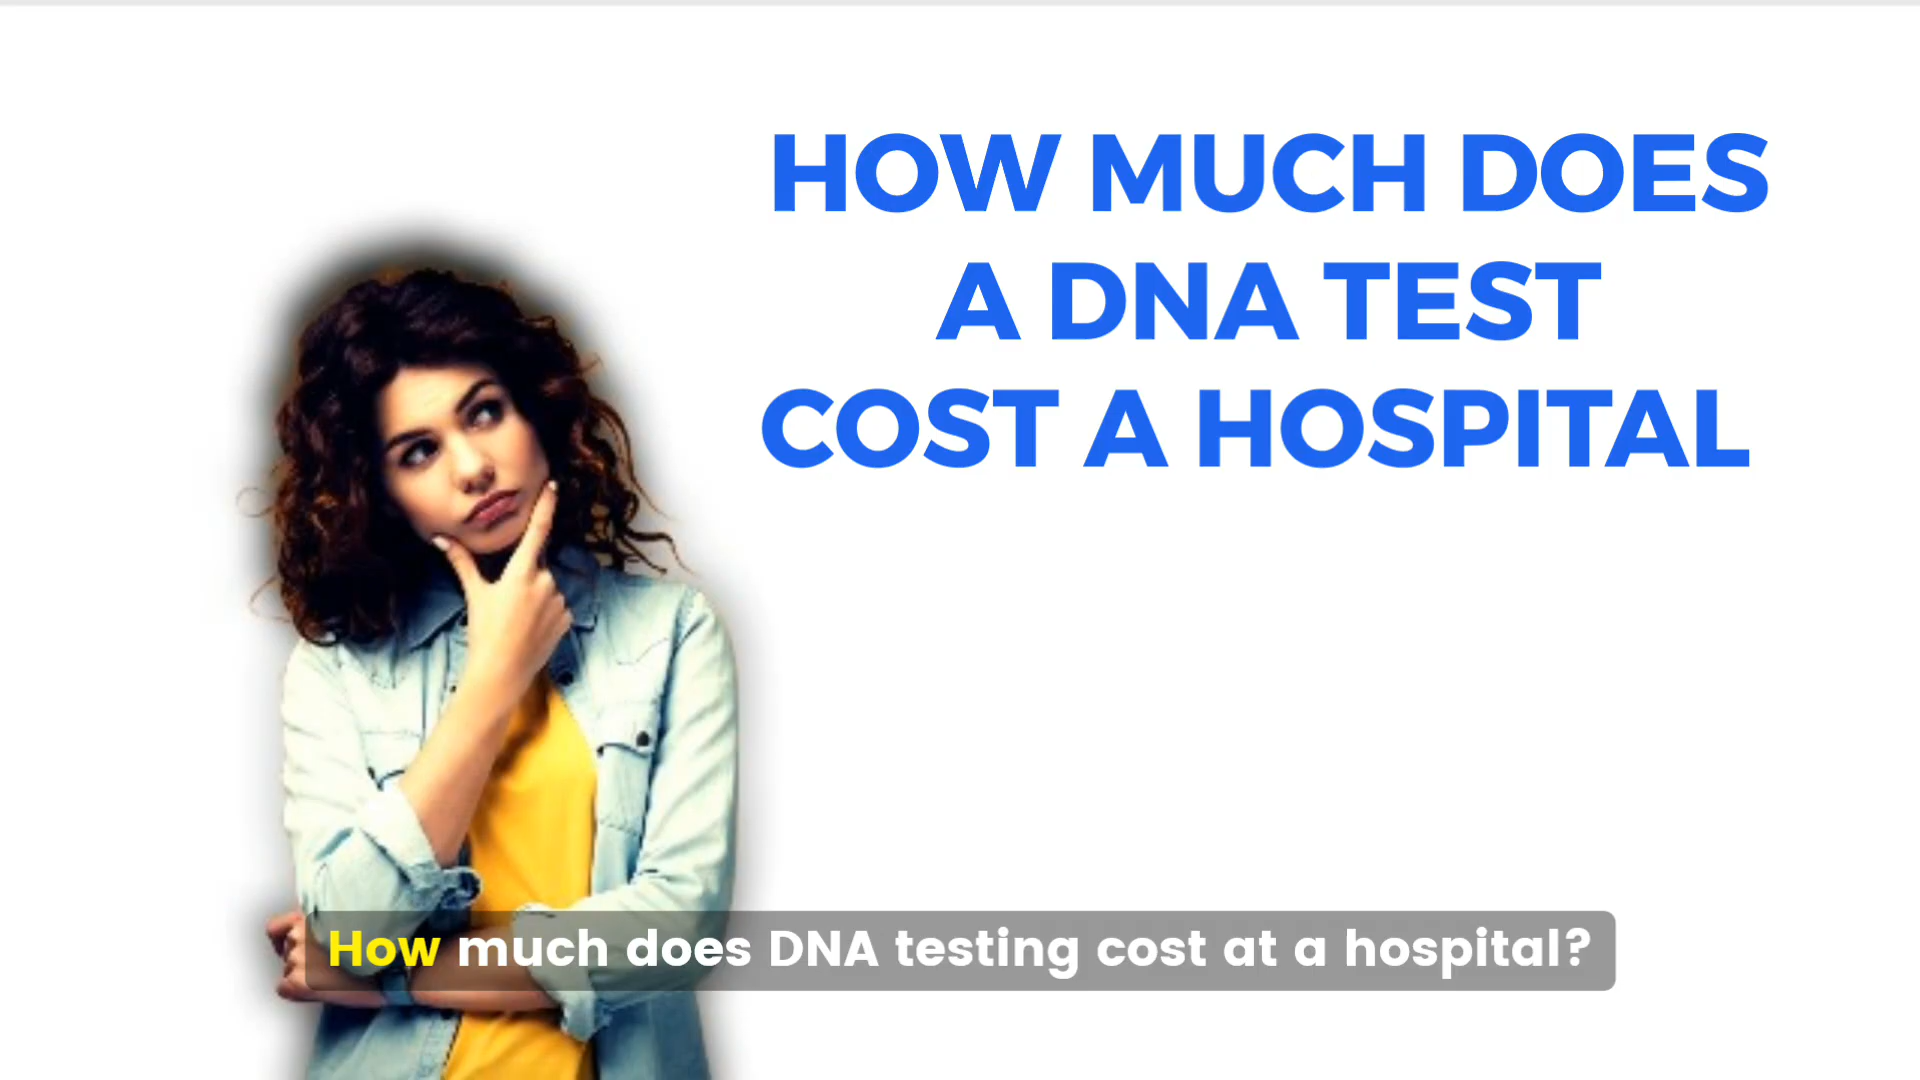 HOW MUCH DOES
A DNA TEST
COST A HOSPITAL
How much does DNA testing cost at a hospital?